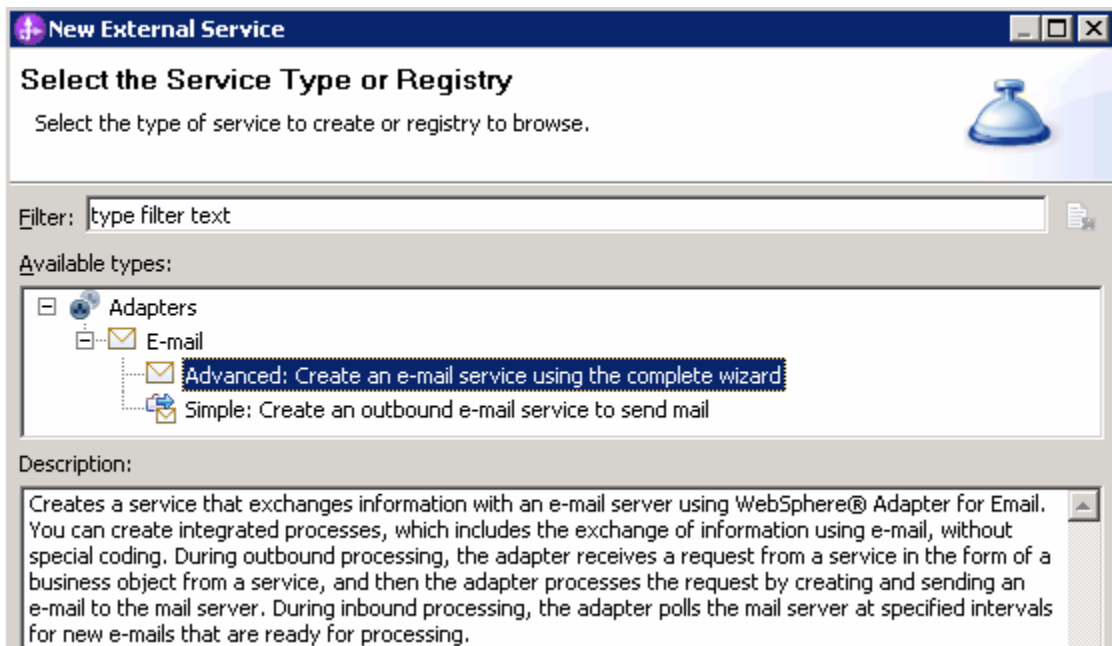 New External Service
Select the Service Type or Registry
Select the type of service to create or registry to browse.
Filter: type filter text
Available types:
Adapters
E-mail
Advanced: Create an e-mail service using the complete wizard
Simple: Create an outbound e-mail service to send mail
Description:
Creates a service that exchanges information with an e-mail server using WebSphere® Adapter for Email.
You can create integrated processes, which includes the exchange of information using e-mail, without
special coding. During outbound processing, the adapter receives a request from a service in the form of a
business object from a service, and then the adapter processes the request by creating and sending an
e-mail to the mail server. During inbound processing, the adapter polls the mail server at specified intervals
for new e-mails that are ready for processing.